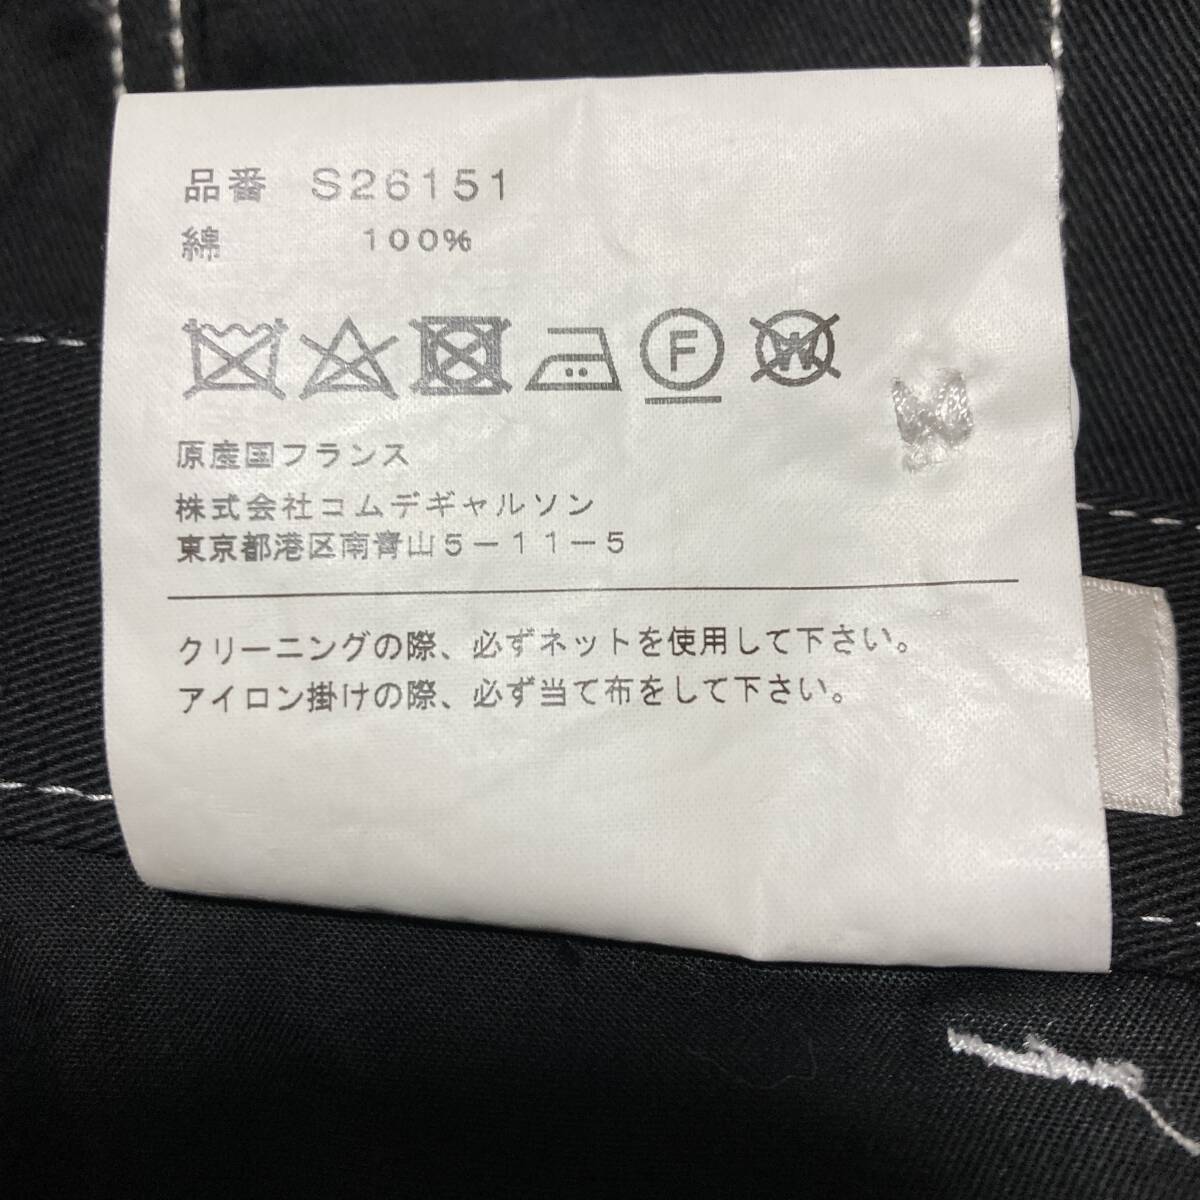 品番 S26151
綿 100%
F W
原産国フランス
株式会社コムデギャルソン
東京都港区南青山5-11-5
クリーニングの際、必ずネットを使用して下さい。
アイロン掛けの際、必ず当て布をして下さい。